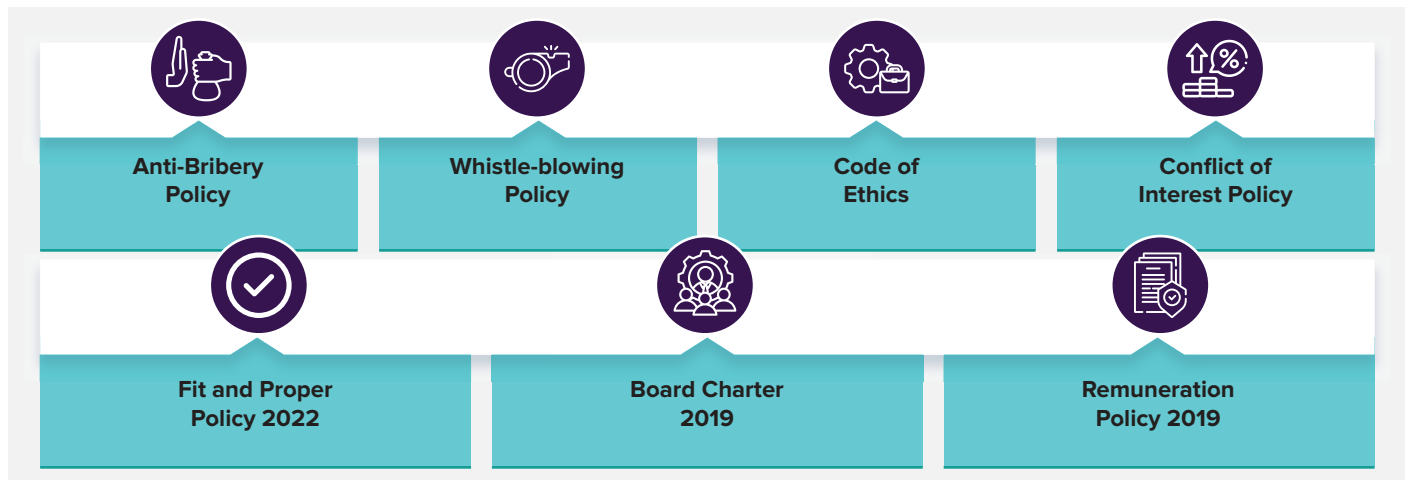 Anti-Bribery
Policy
Whistle-blowing
Policy
Code of
Ethics
Conflict of
Interest Policy
Fit and Proper
Policy 2022
Board Charter
2019
Remuneration
Policy 2019